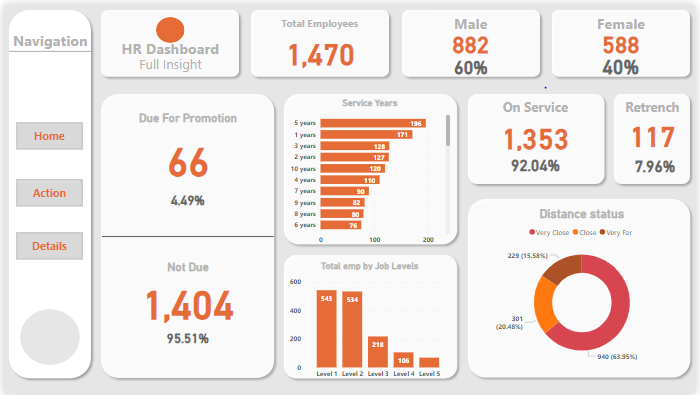 Navigation
Home
Action
Details
HR Dashboard
Full Insight
Total Employees
1,470
Male
882
60%
Female
588
40%
Due For Promotion
66
4.49%
Not Due
1,404
95.51%
Service Years
5 years 196
1 years 171
3 years 128
2 years 127
10 years 120
4 years 110
7 years 90
9 years 82
8 years 80
6 years 76
0 100 200
Total emp by Job Levels
600
400
200
0
543 534 218 106
Level 1 Level 2 Level 3 Level 4 Level 5
On Service
1,353
92.04%
Retrench
117
7.96%
Distance status
Very Close Close Very Far
229 (15.58%)
301
(20.48%)
940 (63.95%)